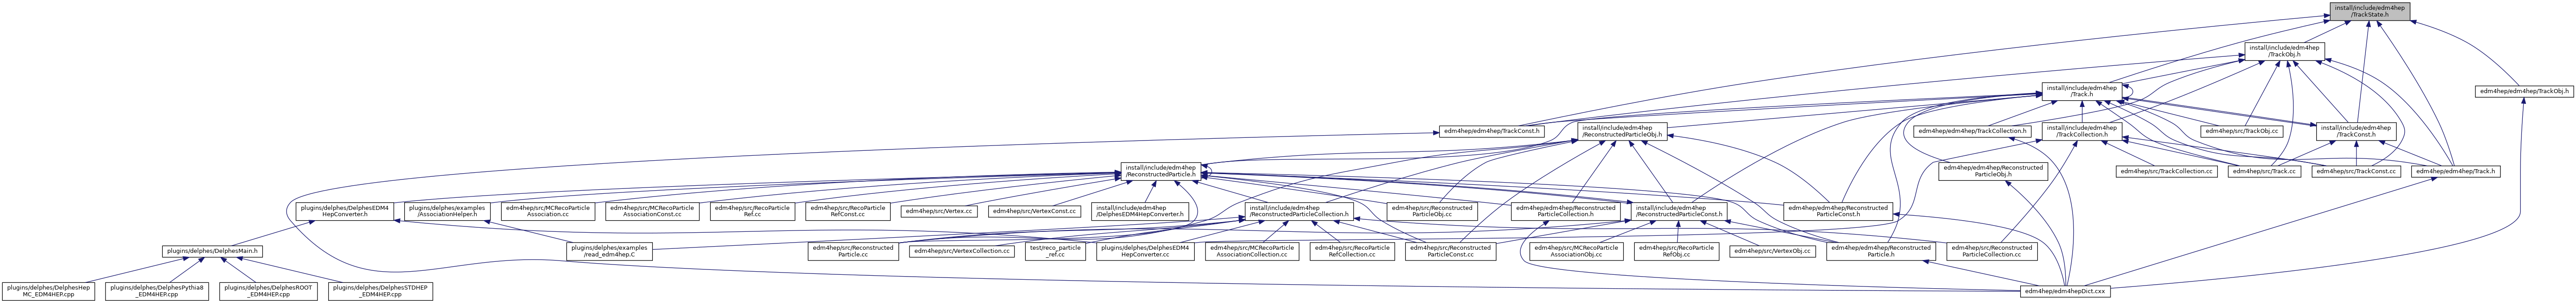 install/include/edm4hep
/TrackState.h
install/include/edm4hep
/TrackObj.h
install/include/edm4hep
/Track.h
edm4hep/edm4hep/TrackObj.h
edm4hep/edm4hep/TrackConst.h
install/include/edm4hep
/ReconstructedParticleObj.h
edm4hep/edm4hep/TrackCollection.h
install/include/edm4hep
/TrackCollection.h
edm4hep/src/TrackObj.cc
install/include/edm4hep
/TrackConst.h
install/include/edm4hep
/ReconstructedParticle.h
edm4hep/edm4hep/Reconstructed
ParticleObj.h
edm4hep/src/TrackCollection.cc
edm4hep/src/Track.cc
edm4hep/src/TrackConst.cc
edm4hep/edm4hep/Track.h
plugins/delphes/DelphesEDM4
HepConverter.h
plugins/delphes/examples
/AssociationHelper.h
edm4hep/src/MCRecoParticle
Association.cc
edm4hep/src/MCRecoParticle
AssociationConst.cc
edm4hep/src/RecoParticle
Ref.cc
edm4hep/src/RecoParticle
RefConst.cc
edm4hep/src/Vertex.cc
edm4hep/src/VertexConst.cc
install/include/edm4hep
/DelphesEDM4HepConverter.h
install/include/edm4hep
/ReconstructedParticleCollection.h
edm4hep/src/Reconstructed
ParticleObj.cc
edm4hep/edm4hep/Reconstructed
ParticleCollection.h
install/include/edm4hep
/ReconstructedParticleConst.h
edm4hep/edm4hep/Reconstructed
ParticleConst.h
plugins/delphes/DelphesMain.h
plugins/delphes/examples
/read_edm4hep.C
edm4hep/src/Reconstructed
Particle.cc
edm4hep/src/VertexCollection.cc
test/reco_particle
_ref.cc
plugins/delphes/DelphesEDM4
HepConverter.cc
edm4hep/src/MCRecoParticle
AssociationCollection.cc
edm4hep/src/RecoParticle
RefCollection.cc
edm4hep/src/Reconstructed
ParticleConst.cc
edm4hep/src/MCRecoParticle
AssociationObj.cc
edm4hep/src/RecoParticle
RefObj.cc
edm4hep/src/VertexObj.cc
edm4hep/edm4hep/Reconstructed
Particle.h
edm4hep/src/Reconstructed
ParticleCollection.cc
plugins/delphes/DelphesHep
MC_EDM4HEP.cpp
plugins/delphes/DelphesPythia8
_EDM4HEP.cpp
plugins/delphes/DelphesROOT
_EDM4HEP.cpp
plugins/delphes/DelphesSTDHEP
_EDM4HEP.cpp
edm4hep/edm4hepDict.cxx